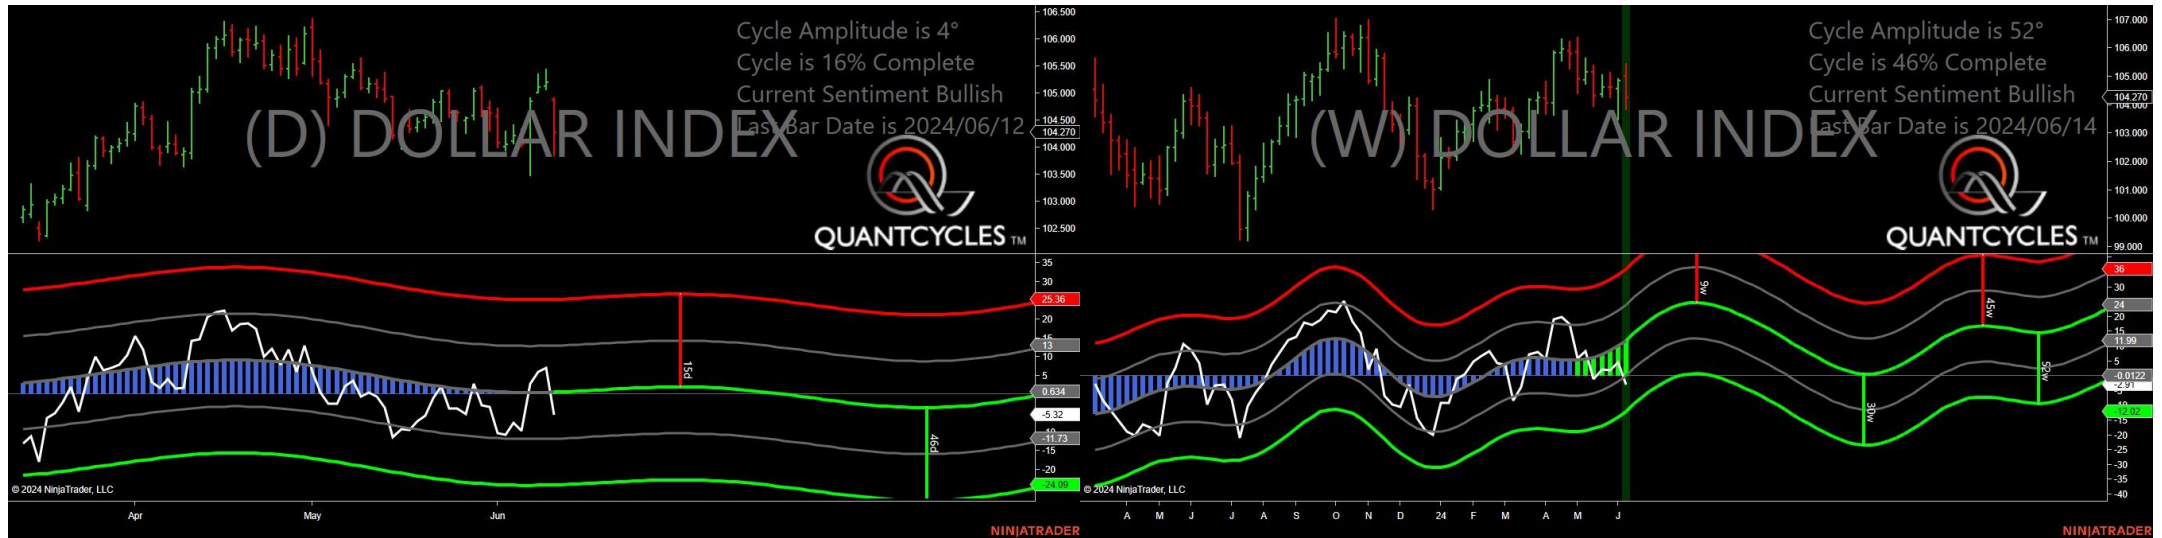 Cycle Amplitude is 4°
Cycle is 16% Complete
Current Sentiment Bullish
Last Bar Date is 2024/06/12
(D) DOLLAR INDEX
QUANTCYCLES TM
106.500
106.000
105.500
105.000
104.500
104.270
104.000
103.500
103.000
102.500
35
30
25.36
20
15
13
10
5
0.634
-5.32
-10
-11.73
-15
-20
-24.09
15d
46d
© 2024 NinjaTrader, LLC
Apr May Jun
NINJATRADER
Cycle Amplitude is 52°
Cycle is 46% Complete
Current Sentiment Bullish
Last Bar Date is 2024/06/14
(W) DOLLAR INDEX
QUANTCYCLES TM
107.000
106.000
105.000
104.270
104.000
103.000
102.000
101.000
100.000
99.000
36
30
24
20
15
11.99
5
-0.0122
-2.91
-12.02
-15
-20
-25
-30
-35
-40
9w
30w
45w
52w
© 2024 NinjaTrader, LLC
A M J J A S O N D 24 F M A M J
NINJATRADER